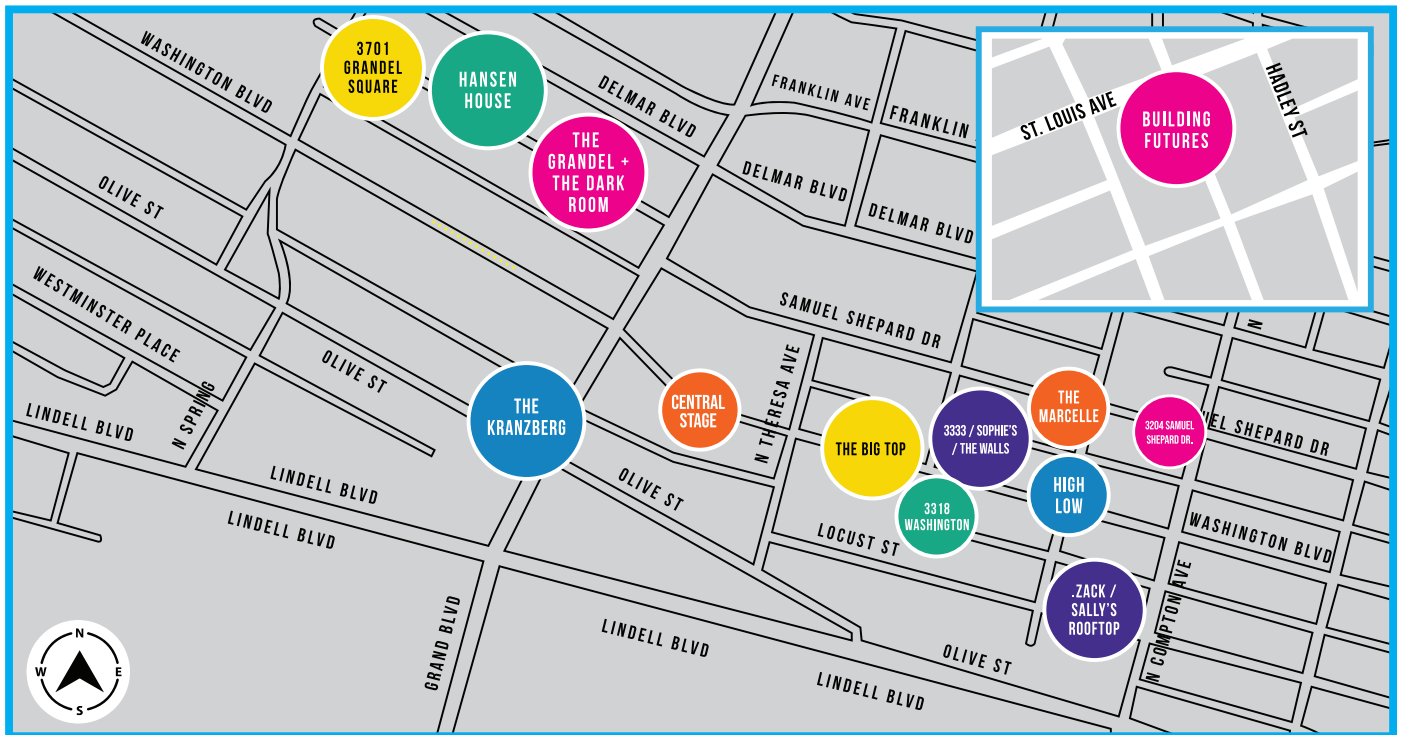 WASHINGTON BLVD
3701
GRANDEL
SQUARE
HANSEN
HOUSE
DELMAR BLVD
THE
GRANDEL +
THE DARK
ROOM
FRANKLIN AVE
FRANKLIN
DELMAR BLVD
DELMAR BLVD
ST. LOUIS AVE
BUILDING
FUTURES
HADLEY ST
OLIVE ST
WESTMINSTER PLACE
LINDELL BLVD
N SPRING
OLIVE ST
THE
KRANZBERG
SAMUEL SHEPARD DR
N
CENTRAL
STAGE
N THERESA AVE
THE BIG TOP
3333 / SOPHIE'S
/ THE WALLS
THE
MARCELLE
3204 SAMUEL
SHEPARD DR.
UEL SHEPARD DR
LINDELL BLVD
LINDELL BLVD
OLIVE ST
3318
WASHINGTON
HIGH
LOW
LOCUST ST
WASHINGTON BLVD
.ZACK /
SALLY'S
ROOFTOP
N COMPTON AVE
GRAND BLVD
LINDELL BLVD
OLIVE ST
LINDELL BLVD
N
W E
S